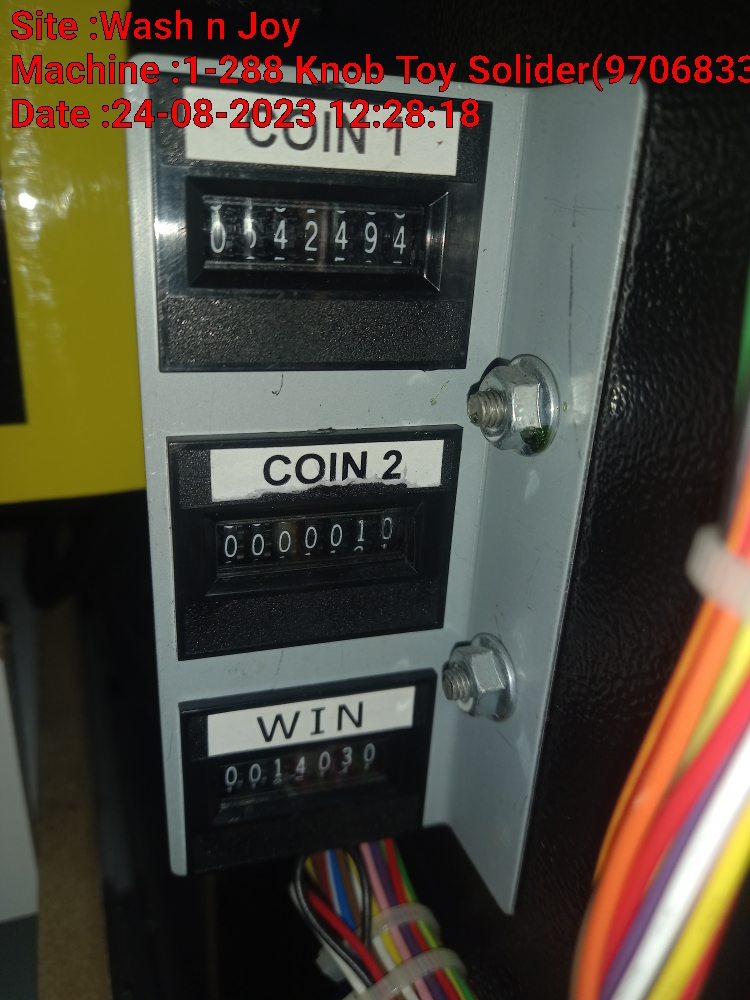 Site :Wash n Joy
Machine :1-288 Knob Toy Solider(9706833
Date :24-08-2023 12:28:18
COIN 1
0542494
COIN 2
0000010
WIN
0014030